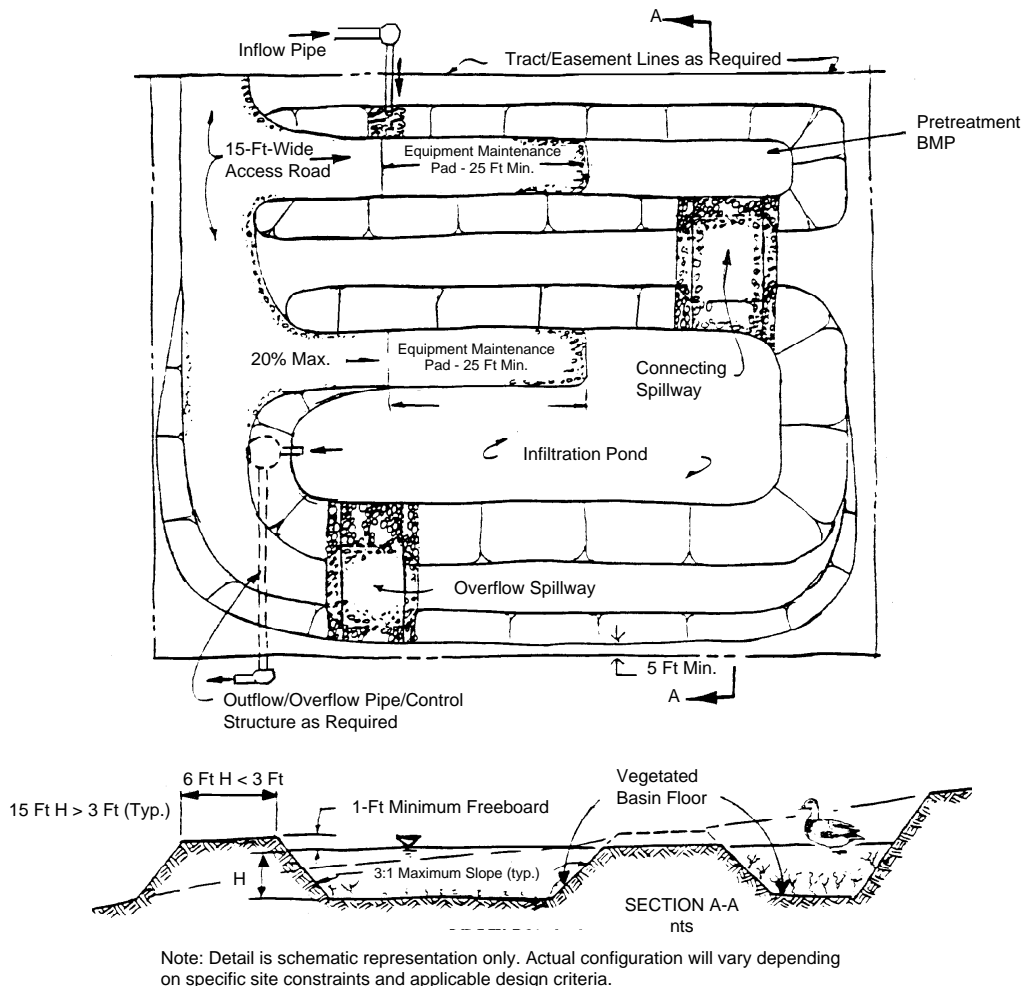 A
Inflow Pipe
Tract/Easement Lines as Required
Pretreatment
BMP
15-Ft-Wide
Access Road
Equipment Maintenance
Pad - 25 Ft Min.
20% Max.
Equipment Maintenance
Pad - 25 Ft Min.
Connecting
Spillway
Infiltration Pond
Overflow Spillway
5 Ft Min.
A
Outflow/Overflow Pipe/Control
Structure as Required
6 Ft H < 3 Ft
15 Ft H > 3 Ft (Typ.)
1-Ft Minimum Freeboard
Vegetated
Basin Floor
H
3:1 Maximum Slope (typ.)
SECTION A-A
nts
Note: Detail is schematic representation only. Actual configuration will vary depending
on specific site constraints and applicable design criteria.